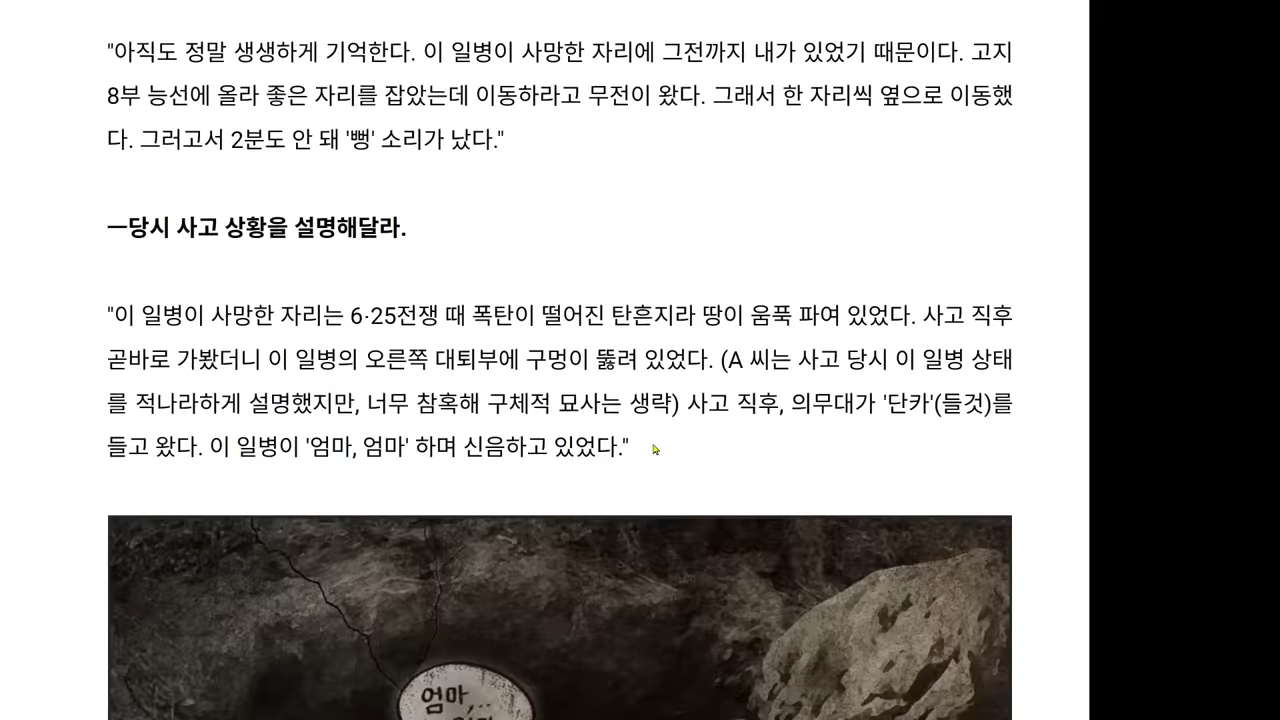 "아직도 정말 생생하게 기억한다. 이 일병이 사망한 자리에 그전까지 내가 있었기 때문이다. 고지
8부 능선에 올라 좋은 자리를 잡았는데 이동하라고 무전이 왔다. 그래서 한 자리씩 옆으로 이동했
다. 그러고서 2분도 안 돼 '뻥' 소리가 났다."
—당시 사고 상황을 설명해달라.
"이 일병이 사망한 자리는 6·25전쟁 때 폭탄이 떨어진 탄흔지라 땅이 움푹 파여 있었다. 사고 직후
곧바로 가봤더니 이 일병의 오른쪽 대퇴부에 구멍이 뚫려 있었다. (A 씨는 사고 당시 이 일병 상태
를 적나라하게 설명했지만, 너무 참혹해 구체적 묘사는 생략) 사고 직후, 의무대가 '단카'(들것)를
들고 왔다. 이 일병이 '엄마, 엄마' 하며 신음하고 있었다."
엄마,..